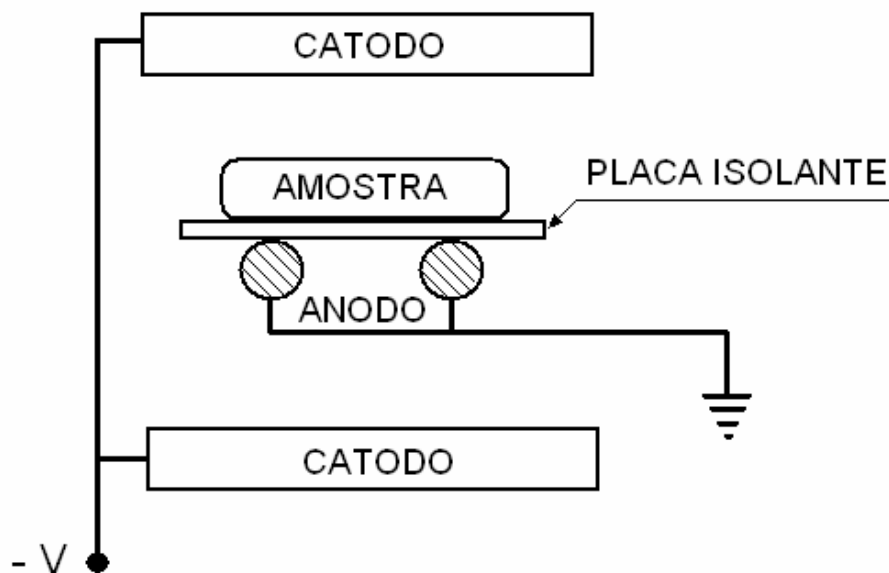 CATODO
PLACA ISOLANTE
AMOSTRA
ANODO
CATODO
- V